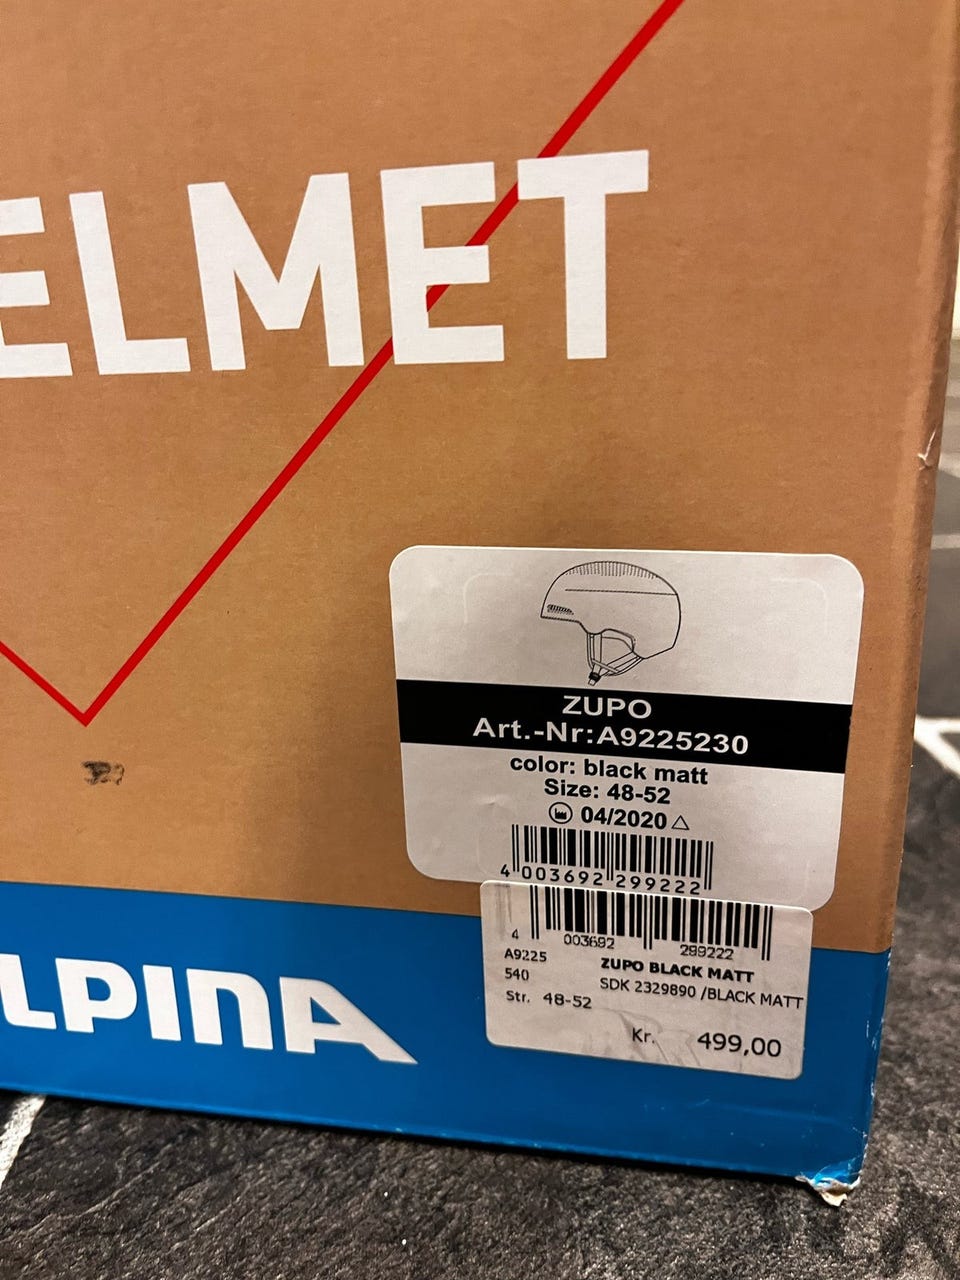 ELMET
ZUPO
Art.-Nr:A9225230
color: black matt
Size: 48-52
04/2020
4 003692 299222
4 003692 299222
A9225 ZUPO BLACK MATT
540 SDK 2329890 /BLACK MATT
Str. 48-52
Kr. 499,00
LPINA